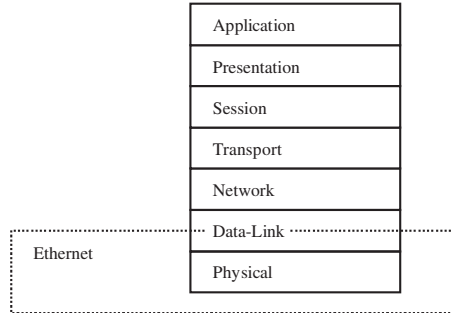 Application
Presentation
Session
Transport
Network
Data-Link
Ethernet
Physical